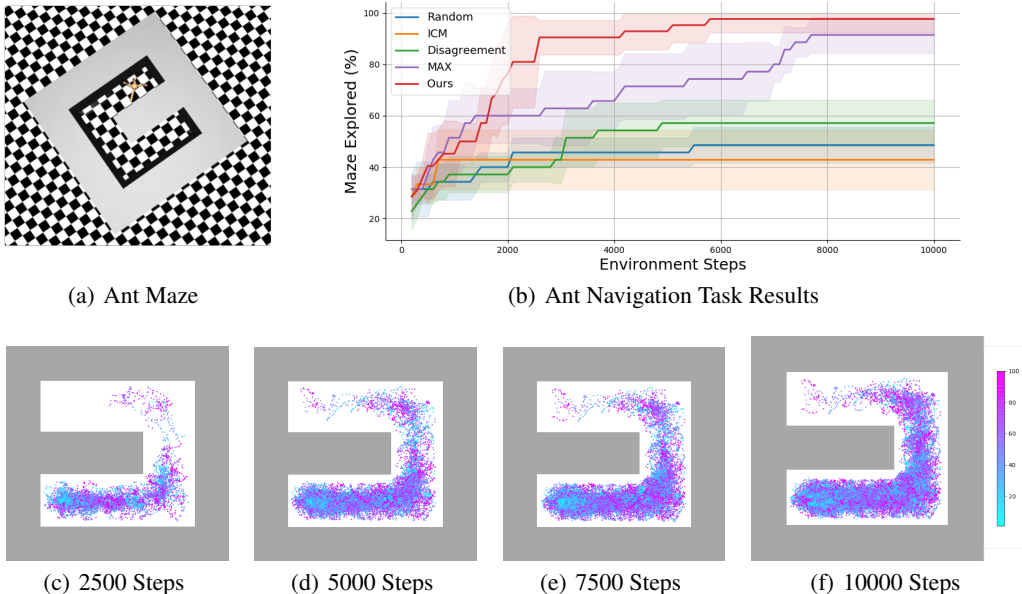 100
80
60
40
20
0
2000
4000
6000
8000
10000
Maze Explored (%)
Environment Steps
Random
ICM
Disagreement
MAX
Ours
(a) Ant Maze
(b) Ant Navigation Task Results
100
80
60
40
20
(c) 2500 Steps
(d) 5000 Steps
(e) 7500 Steps
(f) 10000 Steps